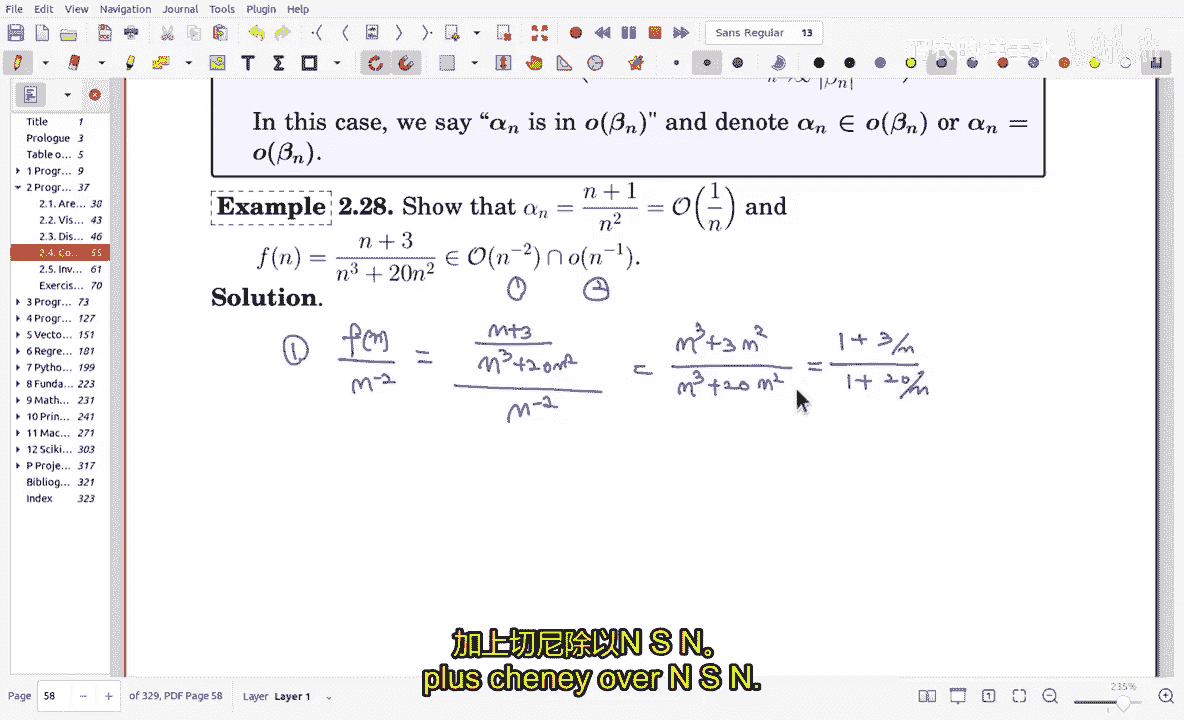 File Edit View Navigation Journal Tools Plugin Help
Sans Regular 13
Title 1
Prologue 3
Table o... 5
1 Progr... 9
2 Progr... 37
2.1. Are... 38
2.2. Vis... 43
2.3. Dis... 46
2.4. Co... 55
2.5. Inv... 61
Exercis... 70
3 Progr... 73
4 Progr... 127
5 Vecto... 151
6 Regre... 181
7 Pytho... 199
8 Funda... 223
9 Math... 231
10 Prin... 241
11 Mac... 271
12 Sciki... 303
P Proje... 317
Bibliog... 321
Index 323
n→∞ |βn|
In this case, we say “αn is in o(βn)" and denote αn ∈ o(βn) or αn =
o(βn).
Example 2.28. Show that αn = (n + 1)/n² = O(1/n) and
f(n) = (n + 3)/(n³ + 20n²) ∈ O(n⁻²) ∩ o(n⁻¹).
① ②
Solution.
① f(n)/n⁻² = ((n+3)/(n³+20n²))/n⁻² = (n³+3n²)/(n³+20n²) = (1+3/n)/(1+20/n)
加上切尼除以N S N。
plus cheney over N S N.
Page 58 of 329, PDF Page 58 Layer Layer 1 235%